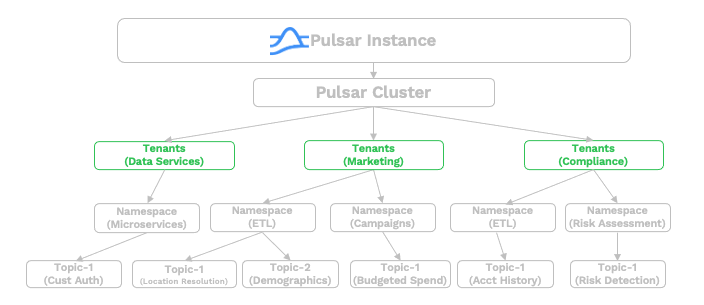 Pulsar Instance
Pulsar Cluster
Tenants
(Data Services)
Tenants
(Marketing)
Tenants
(Compliance)
Namespace
(Microservices)
Namespace
(ETL)
Namespace
(Campaigns)
Namespace
(ETL)
Namespace
(Risk Assessment)
Topic-1
(Cust Auth)
Topic-1
(Location Resolution)
Topic-2
(Demographics)
Topic-1
(Budgeted Spend)
Topic-1
(Acct History)
Topic-1
(Risk Detection)